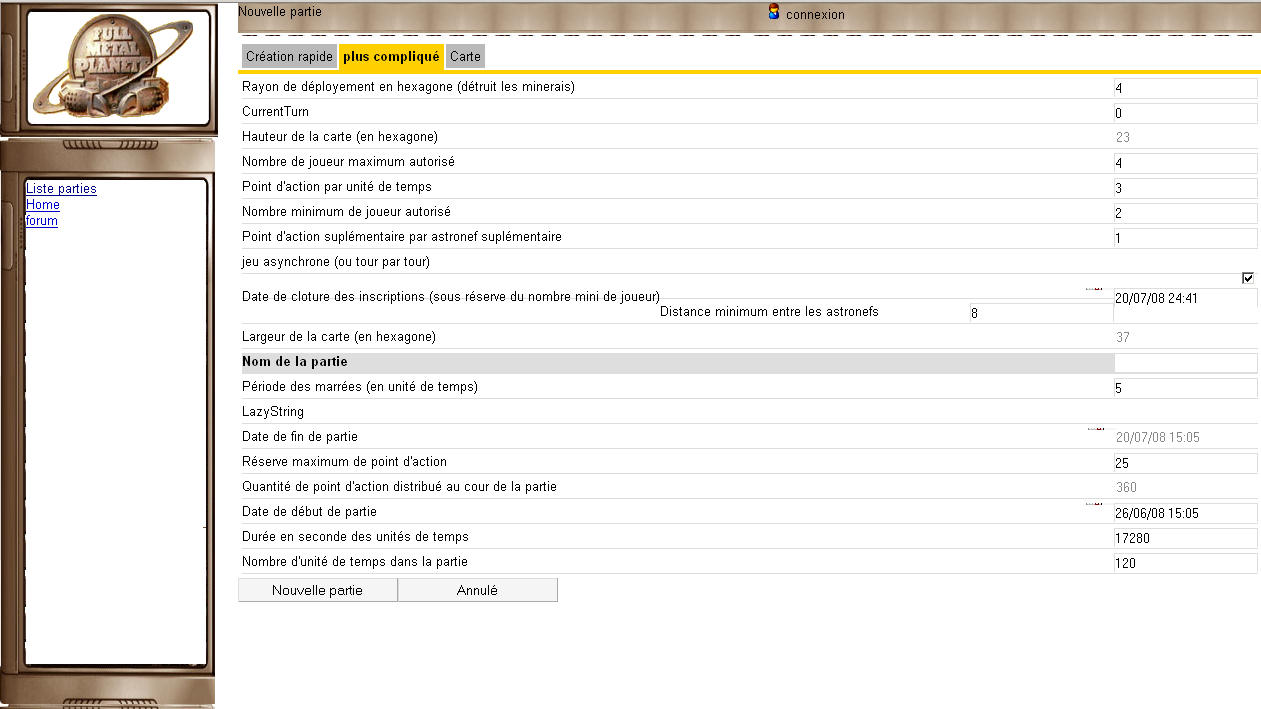 Nouvelle partie
connexion
FULL
METAL
PLANETE
Création rapide
plus compliqué
Carte
Liste parties
Home
forum
Rayon de déployement en hexagone (détruit les minerais) 4
CurrentTurn 0
Hauteur de la carte (en hexagone) 23
Nombre de joueur maximum autorisé 4
Point d'action par unité de temps 3
Nombre minimum de joueur autorisé 2
Point d'action suplémentaire par astronef suplémentaire 1
jeu asynchrone (ou tour par tour)
Date de cloture des inscriptions (sous réserve du nombre mini de joueur) 20/07/08 24:41
Distance minimum entre les astronefs 8
Largeur de la carte (en hexagone) 37
Nom de la partie
Période des marrées (en unité de temps) 5
LazyString
Date de fin de partie 20/07/08 15:05
Réserve maximum de point d'action 25
Quantité de point d'action distribué au cour de la partie 360
Date de début de partie 26/06/08 15:05
Durée en seconde des unités de temps 17280
Nombre d'unité de temps dans la partie 120
Nouvelle partie
Annulé